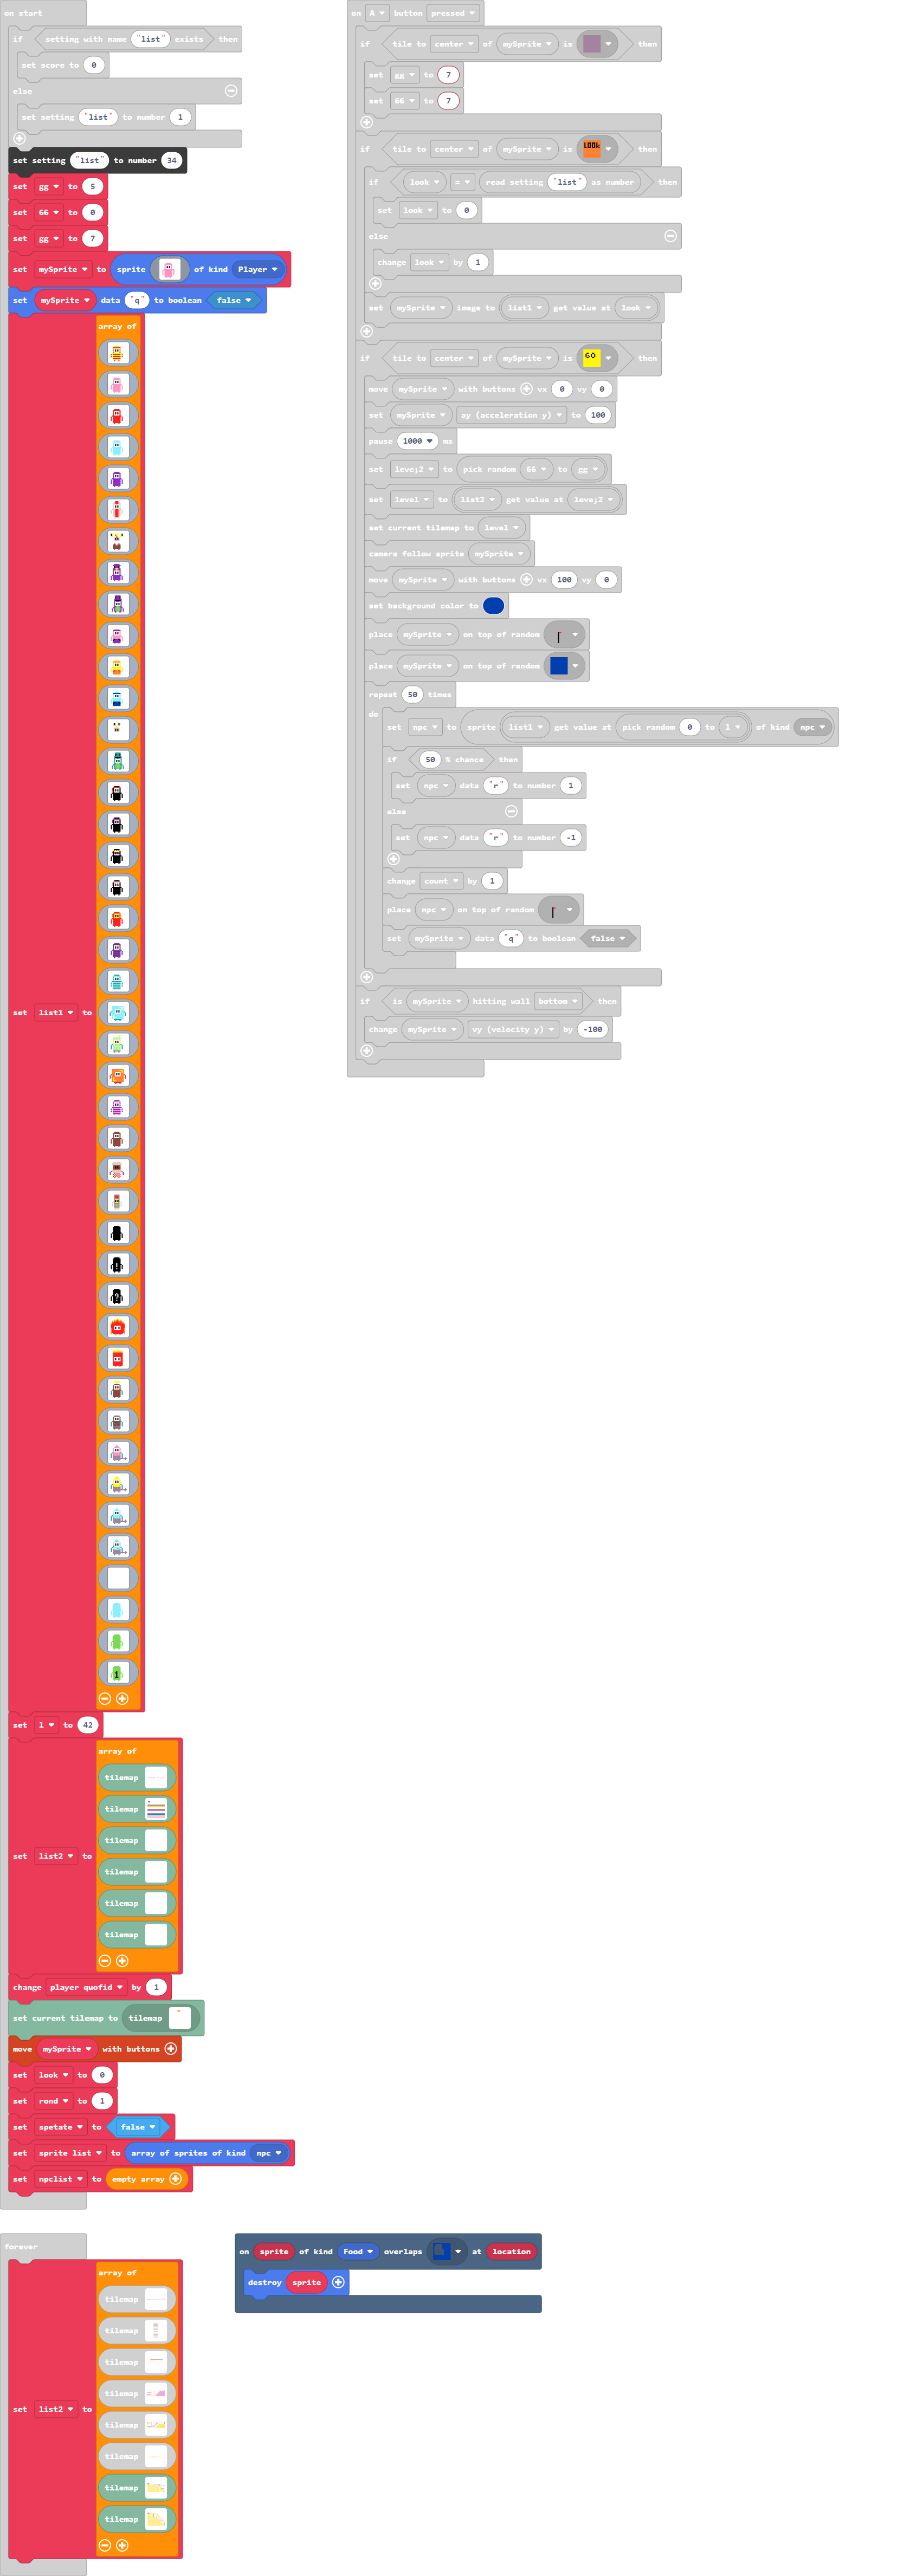 on start
if setting with name "list" exists then
set score to 0
else
set setting "list" to number 1
set setting "list" to number 34
set gg to 5
set 66 to 0
set gg to 7
set mySprite to sprite of kind Player
set mySprite data "q" to boolean false
array of
set list1 to
set l to 42
array of
tilemap
tilemap
tilemap
set list2 to
tilemap
tilemap
tilemap
change player quofid by 1
set current tilemap to tilemap
move mySprite with buttons
set look to 0
set rond to 1
set spetate to false
set sprite list to array of sprites of kind npc
set npclist to empty array
on A button pressed
if tile to center of mySprite is then
set gg to 7
set 66 to 7
if tile to center of mySprite is LOOK then
if look = read setting "list" as number then
set look to 0
else
change look by 1
set mySprite image to list1 get value at look
if tile to center of mySprite is GO then
move mySprite with buttons vx 0 vy 0
set mySprite ay (acceleration y) to 100
pause 1000 ms
set leve;2 to pick random 66 to gg
set level to list2 get value at leve;2
set current tilemap to level
camera follow sprite mySprite
move mySprite with buttons vx 100 vy 0
set background color to
place mySprite on top of random
place mySprite on top of random
repeat 50 times
do
set npc to sprite list1 get value at pick random 0 to l of kind npc
if 50 % chance then
set npc data "r" to number 1
else
set npc data "r" to number -1
change count by 1
place npc on top of random
set mySprite data "q" to boolean false
if is mySprite hitting wall bottom then
change mySprite vy (velocity y) by -100
forever
array of
tilemap
tilemap
tilemap
tilemap
set list2 to
tilemap
tilemap
tilemap
tilemap
on sprite of kind Food overlaps at location
destroy sprite